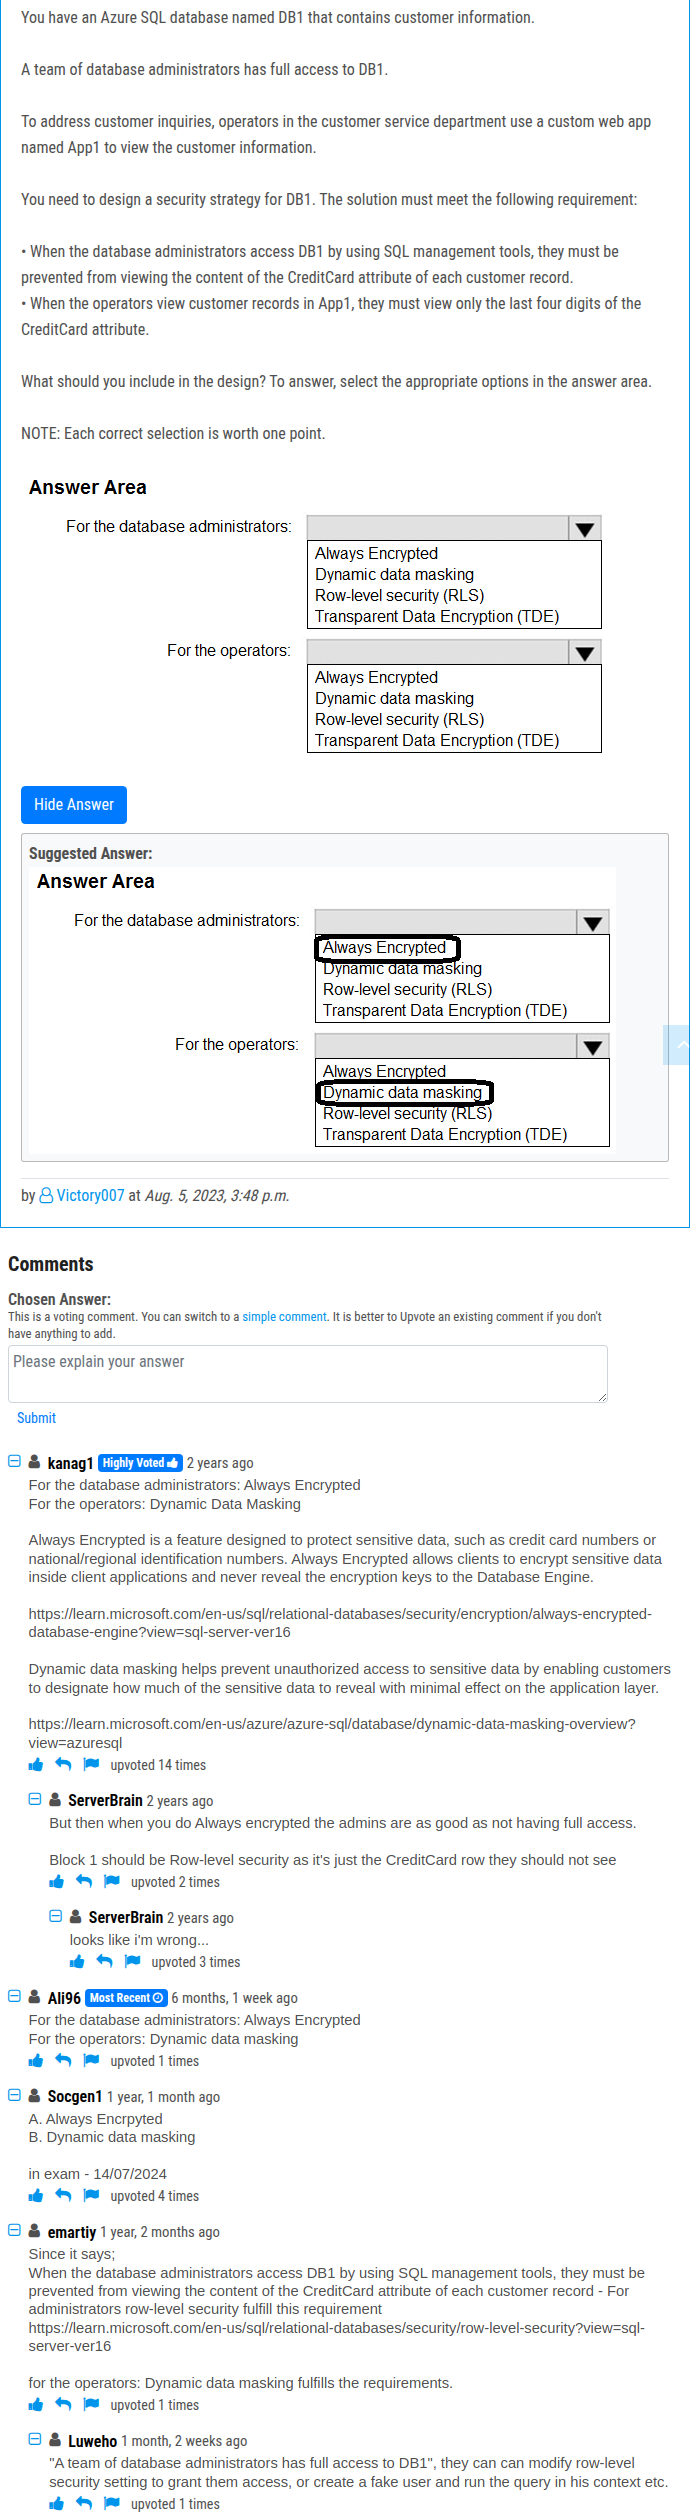 You have an Azure SQL database named DB1 that contains customer information.
A team of database administrators has full access to DB1.
To address customer inquiries, operators in the customer service department use a custom web app
named App1 to view the customer information.
You need to design a security strategy for DB1. The solution must meet the following requirement:
• When the database administrators access DB1 by using SQL management tools, they must be
prevented from viewing the content of the CreditCard attribute of each customer record.
• When the operators view customer records in App1, they must view only the last four digits of the
CreditCard attribute.
What should you include in the design? To answer, select the appropriate options in the answer area.
NOTE: Each correct selection is worth one point.
Answer Area
For the database administrators:
Always Encrypted
Dynamic data masking
Row-level security (RLS)
Transparent Data Encryption (TDE)
For the operators:
Always Encrypted
Dynamic data masking
Row-level security (RLS)
Transparent Data Encryption (TDE)
Hide Answer
Suggested Answer:
Answer Area
For the database administrators:
Always Encrypted
Dynamic data masking
Row-level security (RLS)
Transparent Data Encryption (TDE)
For the operators:
Always Encrypted
Dynamic data masking
Row-level security (RLS)
Transparent Data Encryption (TDE)
by Victory007 at Aug. 5, 2023, 3:48 p.m.
Comments
Chosen Answer:
This is a voting comment. You can switch to a simple comment. It is better to Upvote an existing comment if you don't
have anything to add.
Please explain your answer
Submit
kanag1 Highly Voted 2 years ago
For the database administrators: Always Encrypted
For the operators: Dynamic Data Masking
Always Encrypted is a feature designed to protect sensitive data, such as credit card numbers or
national/regional identification numbers. Always Encrypted allows clients to encrypt sensitive data
inside client applications and never reveal the encryption keys to the Database Engine.
https://learn.microsoft.com/en-us/sql/relational-databases/security/encryption/always-encrypted-
database-engine?view=sql-server-ver16
Dynamic data masking helps prevent unauthorized access to sensitive data by enabling customers
to designate how much of the sensitive data to reveal with minimal effect on the application layer.
https://learn.microsoft.com/en-us/azure/azure-sql/database/dynamic-data-masking-overview?
view=azuresql
upvoted 14 times
ServerBrain 2 years ago
But then when you do Always encrypted the admins are as good as not having full access.
Block 1 should be Row-level security as it's just the CreditCard row they should not see
upvoted 2 times
ServerBrain 2 years ago
looks like i'm wrong...
upvoted 3 times
Ali96 Most Recent 6 months, 1 week ago
For the database administrators: Always Encrypted
For the operators: Dynamic data masking
upvoted 1 times
Socgen1 1 year, 1 month ago
A. Always Encrpyted
B. Dynamic data masking
in exam - 14/07/2024
upvoted 4 times
emartiy 1 year, 2 months ago
Since it says;
When the database administrators access DB1 by using SQL management tools, they must be
prevented from viewing the content of the CreditCard attribute of each customer record - For
administrators row-level security fulfill this requirement
https://learn.microsoft.com/en-us/sql/relational-databases/security/row-level-security?view=sql-
server-ver16
for the operators: Dynamic data masking fulfills the requirements.
upvoted 1 times
Luweho 1 month, 2 weeks ago
"A team of database administrators has full access to DB1", they can can modify row-level
security setting to grant them access, or create a fake user and run the query in his context etc.
upvoted 1 times